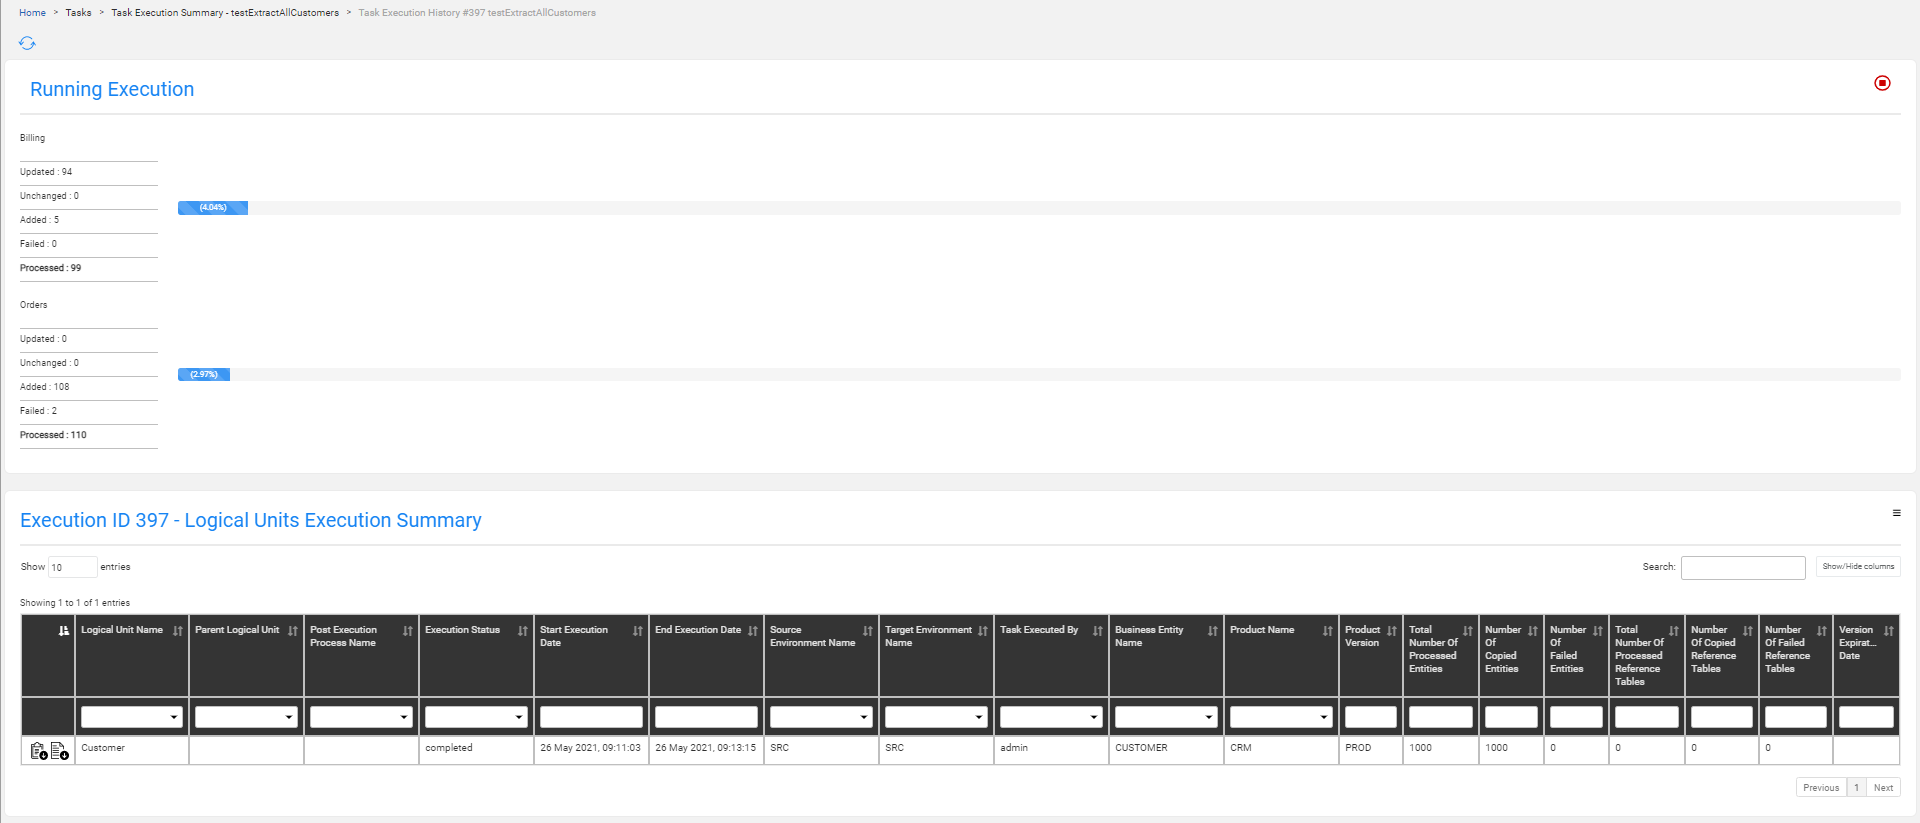 Home > Tasks > Task Execution Summary - testExtractAllCustomers > Task Execution History #397 testExtractAllCustomers
Running Execution
Billing
Updated : 94
Unchanged : 0
(4.04%)
Added : 5
Failed : 0
Processed : 99
Orders
Updated : 0
Unchanged : 0
(2.97%)
Added : 108
Failed : 2
Processed : 110
Execution ID 397 - Logical Units Execution Summary
Show 10 entries
Search:
Show/Hide columns
Showing 1 to 1 of 1 entries
Logical Unit Name
Parent Logical Unit
Post Execution
Process Name
Execution Status
Start Execution
Date
End Execution Date
Source
Environment Name
Target Environment
Name
Task Executed By
Business Entity
Name
Product Name
Product
Version
Total
Number Of
Processed
Entities
Number
Of
Copied
Entities
Number
Of
Failed
Entities
Total
Number Of
Processed
Reference
Tables
Number
Of Copied
Reference
Tables
Number
Of Failed
Reference
Tables
Version
Expirat...
Date
Customer completed 26 May 2021, 09:11:03 26 May 2021, 09:13:15 SRC SRC admin CUSTOMER CRM PROD 1000 1000 0 0 0 0
Previous 1 Next